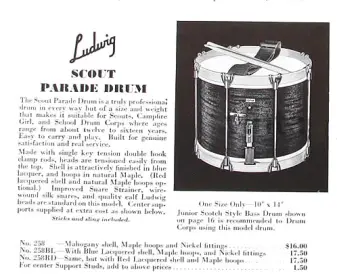 Ludwig
SCOUT
PARADE DRUM
The Scout Parade Drum is a truly professional
drum in every way but of a size and weight
that makes it suitable for Scouts, Campfire
Girl, and School Drum Corps where ages
range from about twelve to sixteen years.
Easy to carry and play. Built for genuine
satisfaction and real service.
Made with single key tension double hook
clamp rods, heads are tensioned easily from
the top. Shell is attractively finished in blue
lacquer, and hoops in natural Maple. (Red
lacquered shell and natural Maple hoops op-
tional.) Improved Snare Strainer, wire-
wound silk snares, and quality calf Ludwig
heads are standard on this model. Center sup-
ports supplied at extra cost as shown below.
Sticks and sling included.
One Size Only—10" x 14"
Junior Scotch Style Bass Drum shown
on page 16 is recommended to Drum
Corps using this model drum.
No. 258 —Mahogany shell, Maple hoops and Nickel fittings $16.00
No. 258BL—With Blue Lacquered shell, Maple hoops, and Nickel fittings 17.50
No. 258RD—Same, but with Red Lacquered shell and Maple hoops 17.50
For center Support Studs, add to above prices 1.50